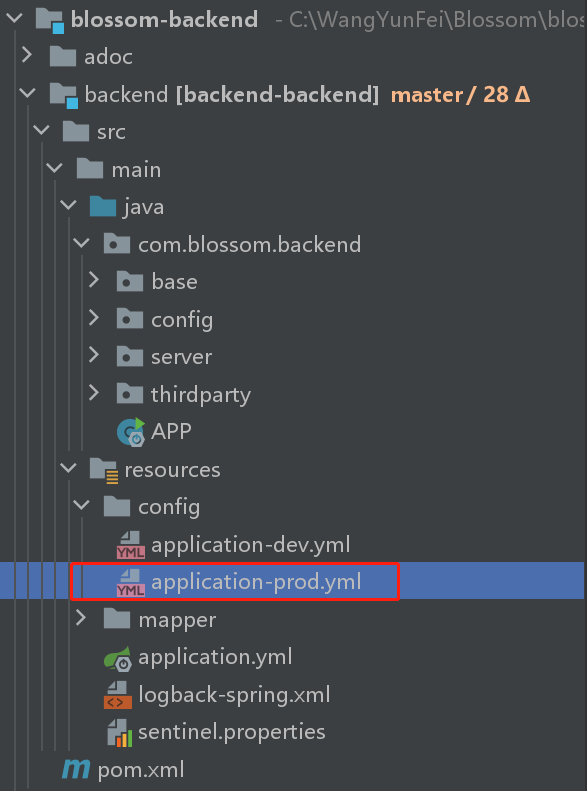 blossom-backend - C:\WangYunFei\Blossom\blos
adoc
backend [backend-backend] master / 28 Δ
src
main
java
com.blossom.backend
base
config
server
thirdparty
APP
resources
config
YML application-dev.yml
YML application-prod.yml
mapper
application.yml
logback-spring.xml
sentinel.properties
m pom.xml